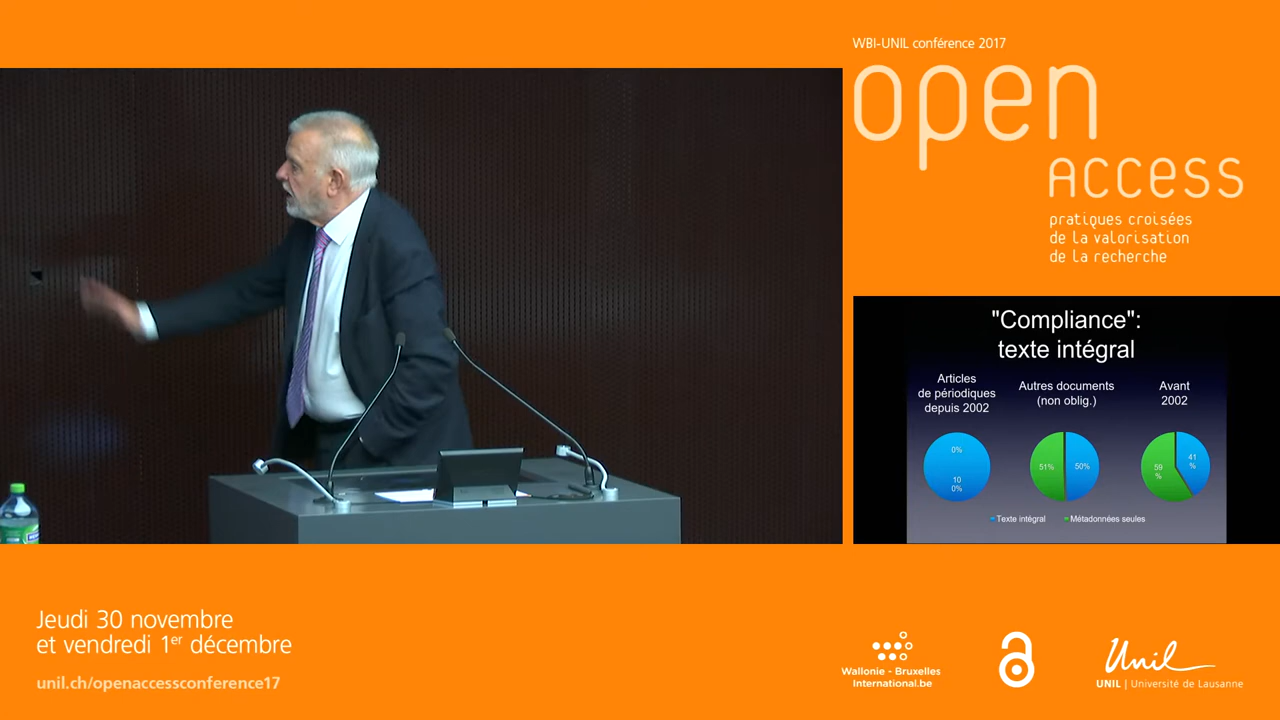 WBI-UNIL conférence 2017
open
access
pratiques croisées
de la valorisation
de la recherche
"Compliance":
texte intégral
Articles
de périodiques
depuis 2002
Autres documents
(non oblig.)
Avant
2002
0%
10
0%
51%
50%
59
%
41
%
Texte intégral
Métadonnées seules
Jeudi 30 novembre
et vendredi 1er décembre
unil.ch/openaccessconference17
Wallonie - Bruxelles
International.be
Unil
UNIL | Université de Lausanne